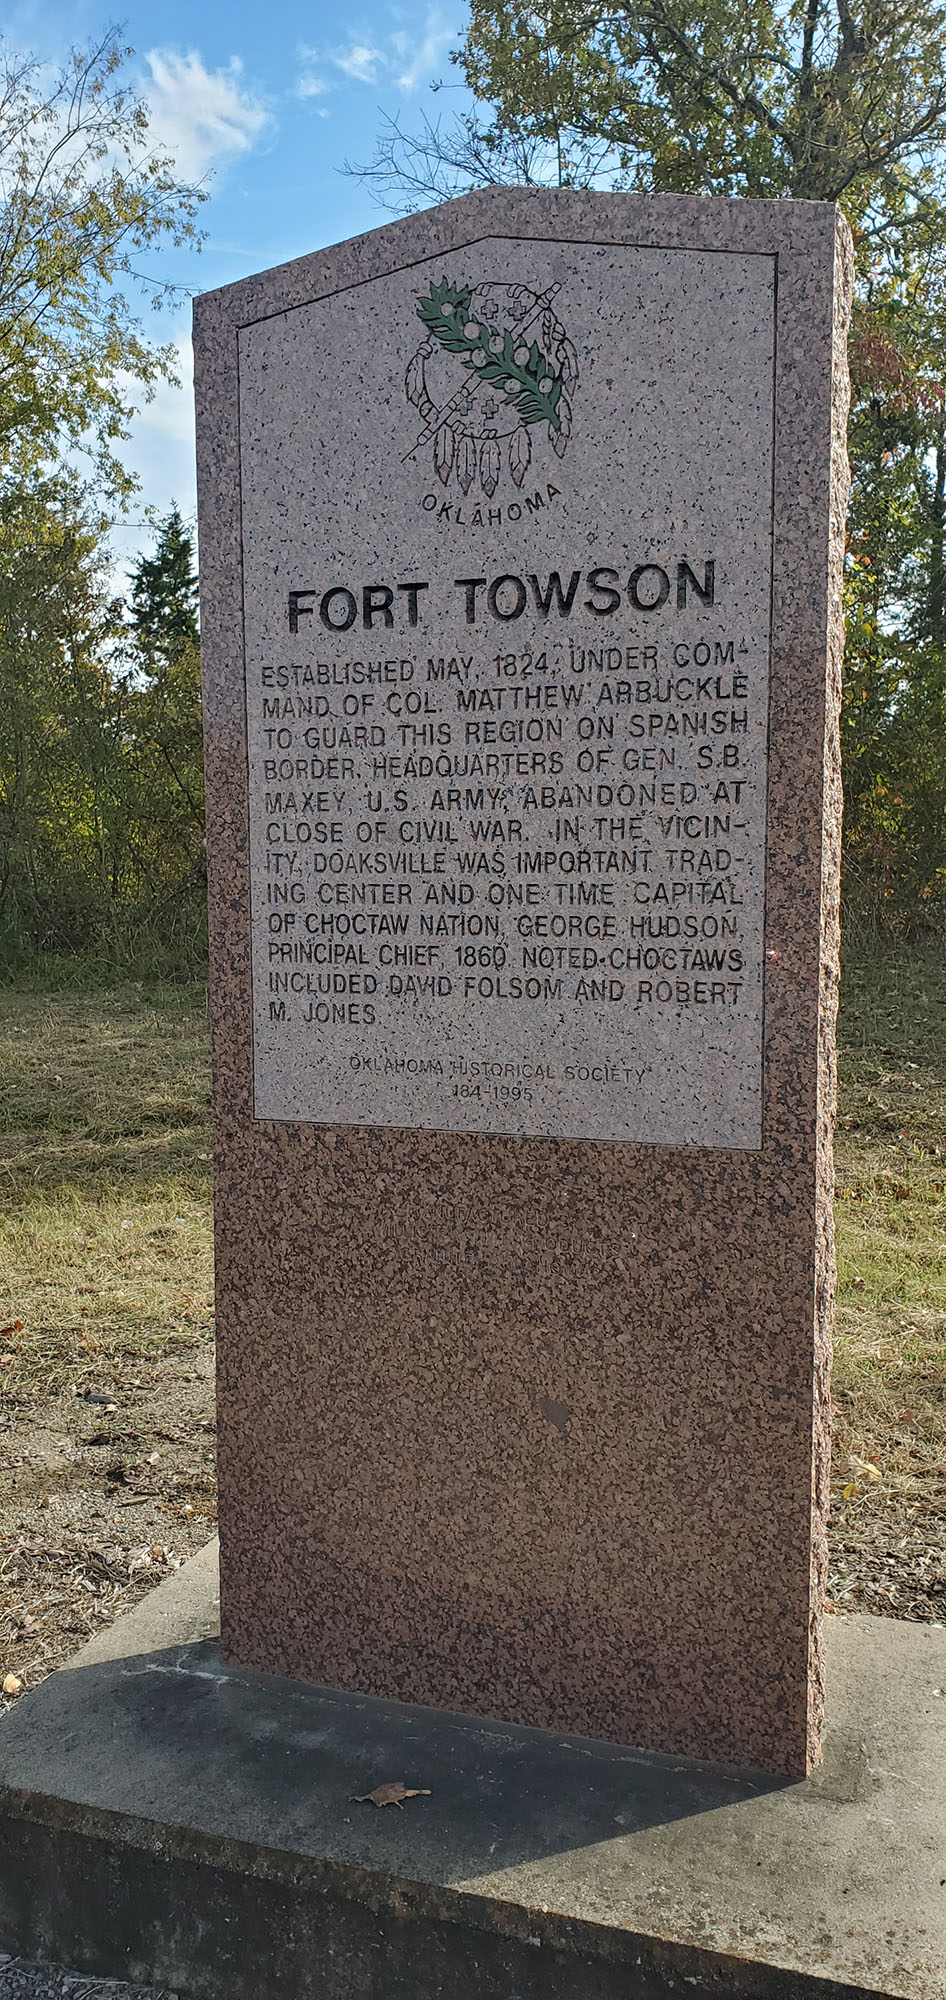 OKLAHOMA
FORT TOWSON
ESTABLISHED MAY, 1824, UNDER COM-
MAND OF COL. MATTHEW ARBUCKLE
TO GUARD THIS REGION ON SPANISH
BORDER. HEADQUARTERS OF GEN. S.B.
MAXEY, U.S. ARMY, ABANDONED AT
CLOSE OF CIVIL WAR. IN THE VICIN-
ITY, DOAKSVILLE WAS IMPORTANT TRAD-
ING CENTER AND ONE TIME CAPITAL
OF CHOCTAW NATION, GEORGE HUDSON,
PRINCIPAL CHIEF, 1860. NOTED CHOCTAWS
INCLUDED DAVID FOLSOM AND ROBERT
M. JONES.
OKLAHOMA HISTORICAL SOCIETY
184-1995